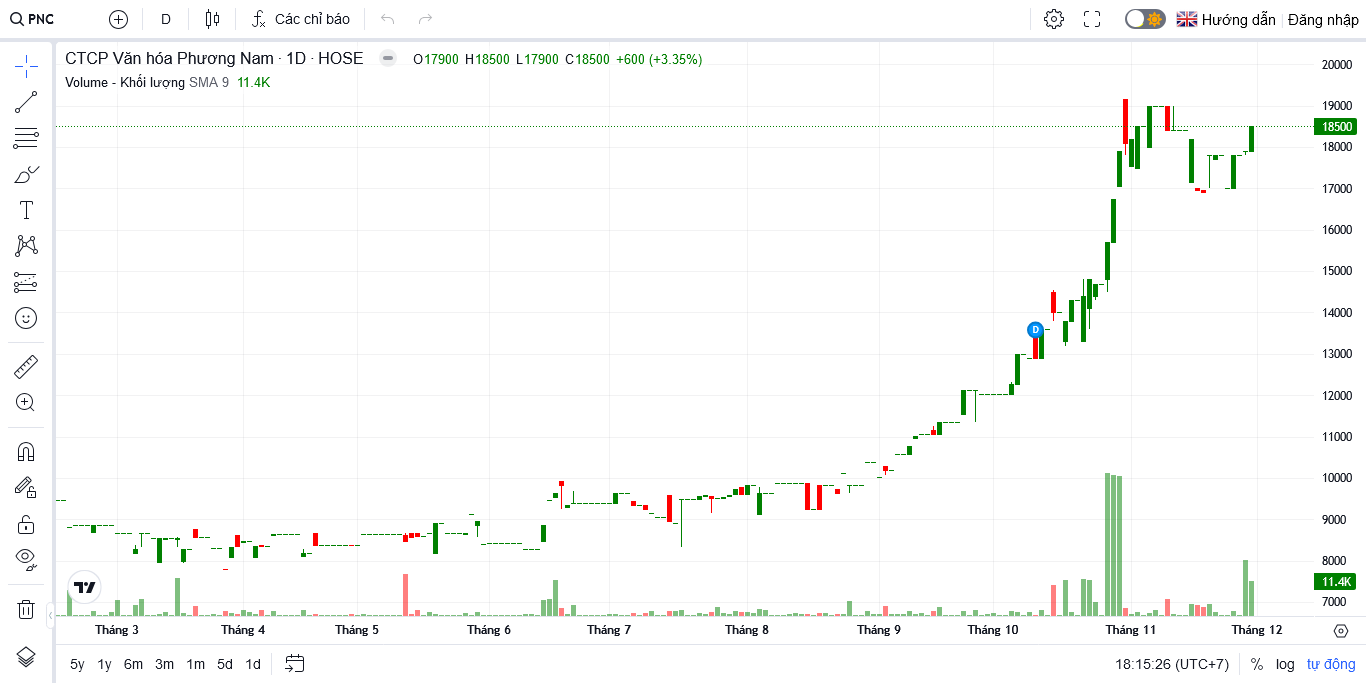 PNC D Các chỉ báo Hướng dẫn Đăng nhập
CTCP Văn hóa Phương Nam · 1D · HOSE O17900 H18500 L17900 C18500 +600 (+3.35%)
Volume - Khối lượng SMA 9 11.4K
20000
19000
18500
18000
17000
16000
15000
14000
D
13000
12000
11000
10000
9000
8000
11.4K
7000
Tháng 3 Tháng 4 Tháng 5 Tháng 6 Tháng 7 Tháng 8 Tháng 9 Tháng 10 Tháng 11 Tháng 12
5y 1y 6m 3m 1m 5d 1d 18:15:26 (UTC+7) % log tự động